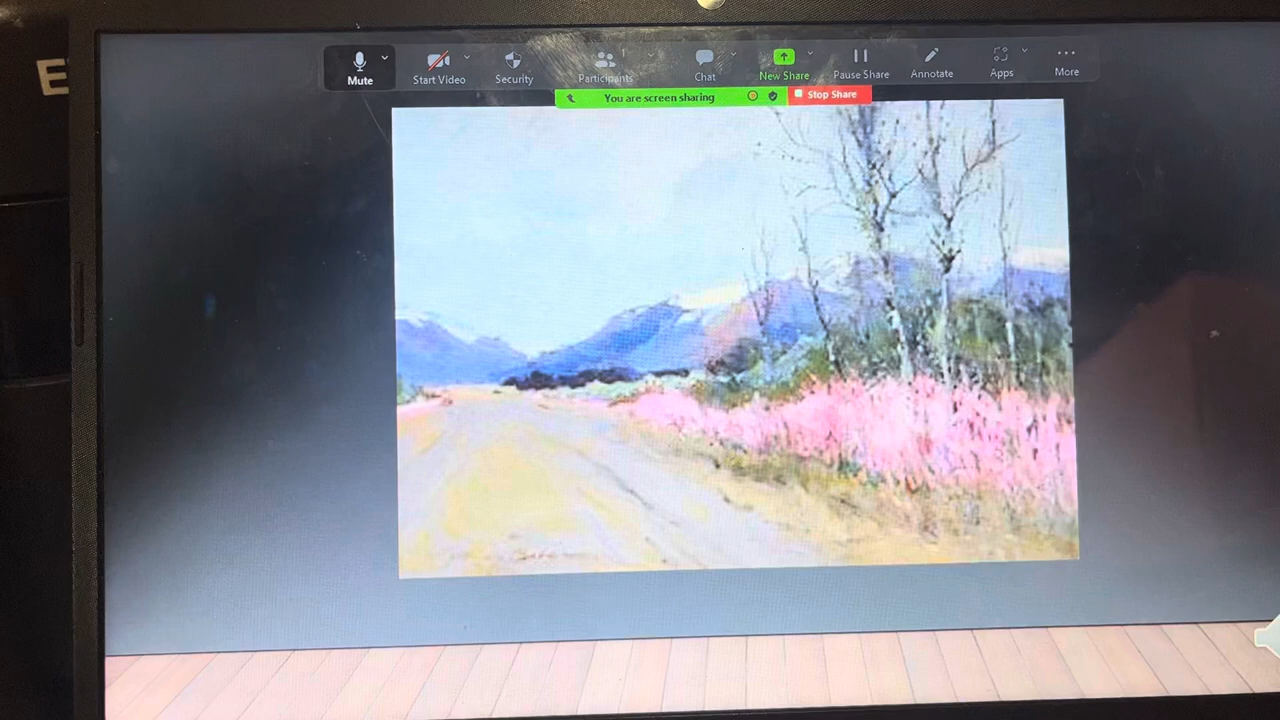 E
Mute
Start Video
Security
Participants
1
Chat
New Share
Pause Share
Annotate
Apps
More
You are screen sharing
Stop Share